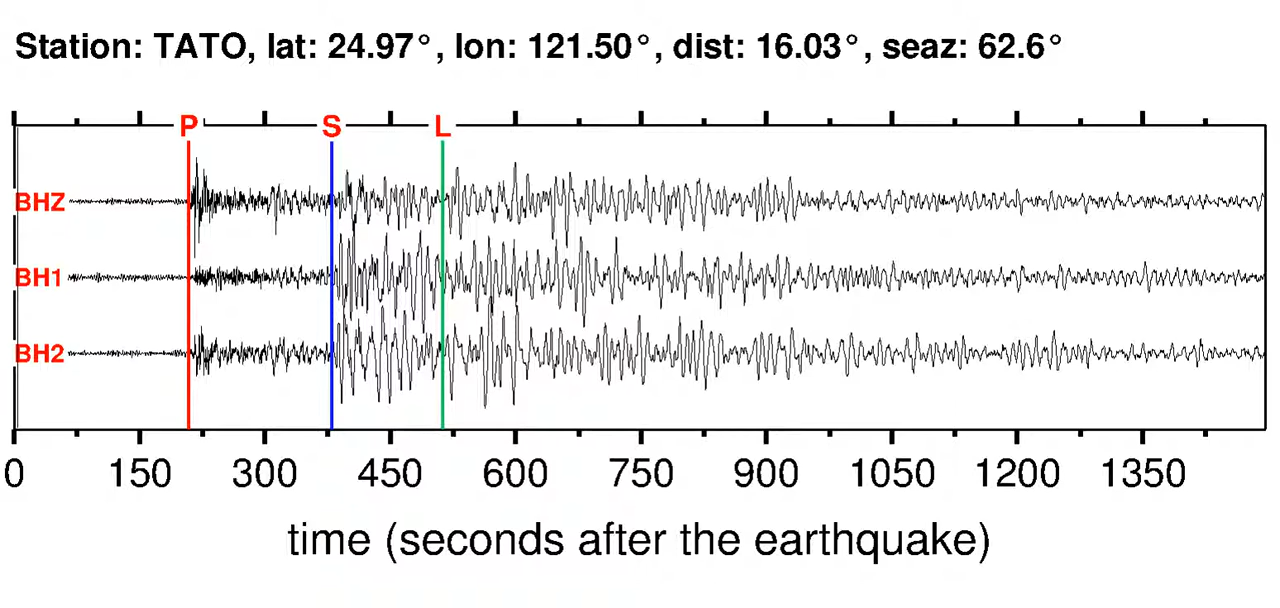 Station: TATO, lat: 24.97°, lon: 121.50°, dist: 16.03°, seaz: 62.6°
P S L
BHZ
BH1
BH2
0 150 300 450 600 750 900 1050 1200 1350
time (seconds after the earthquake)